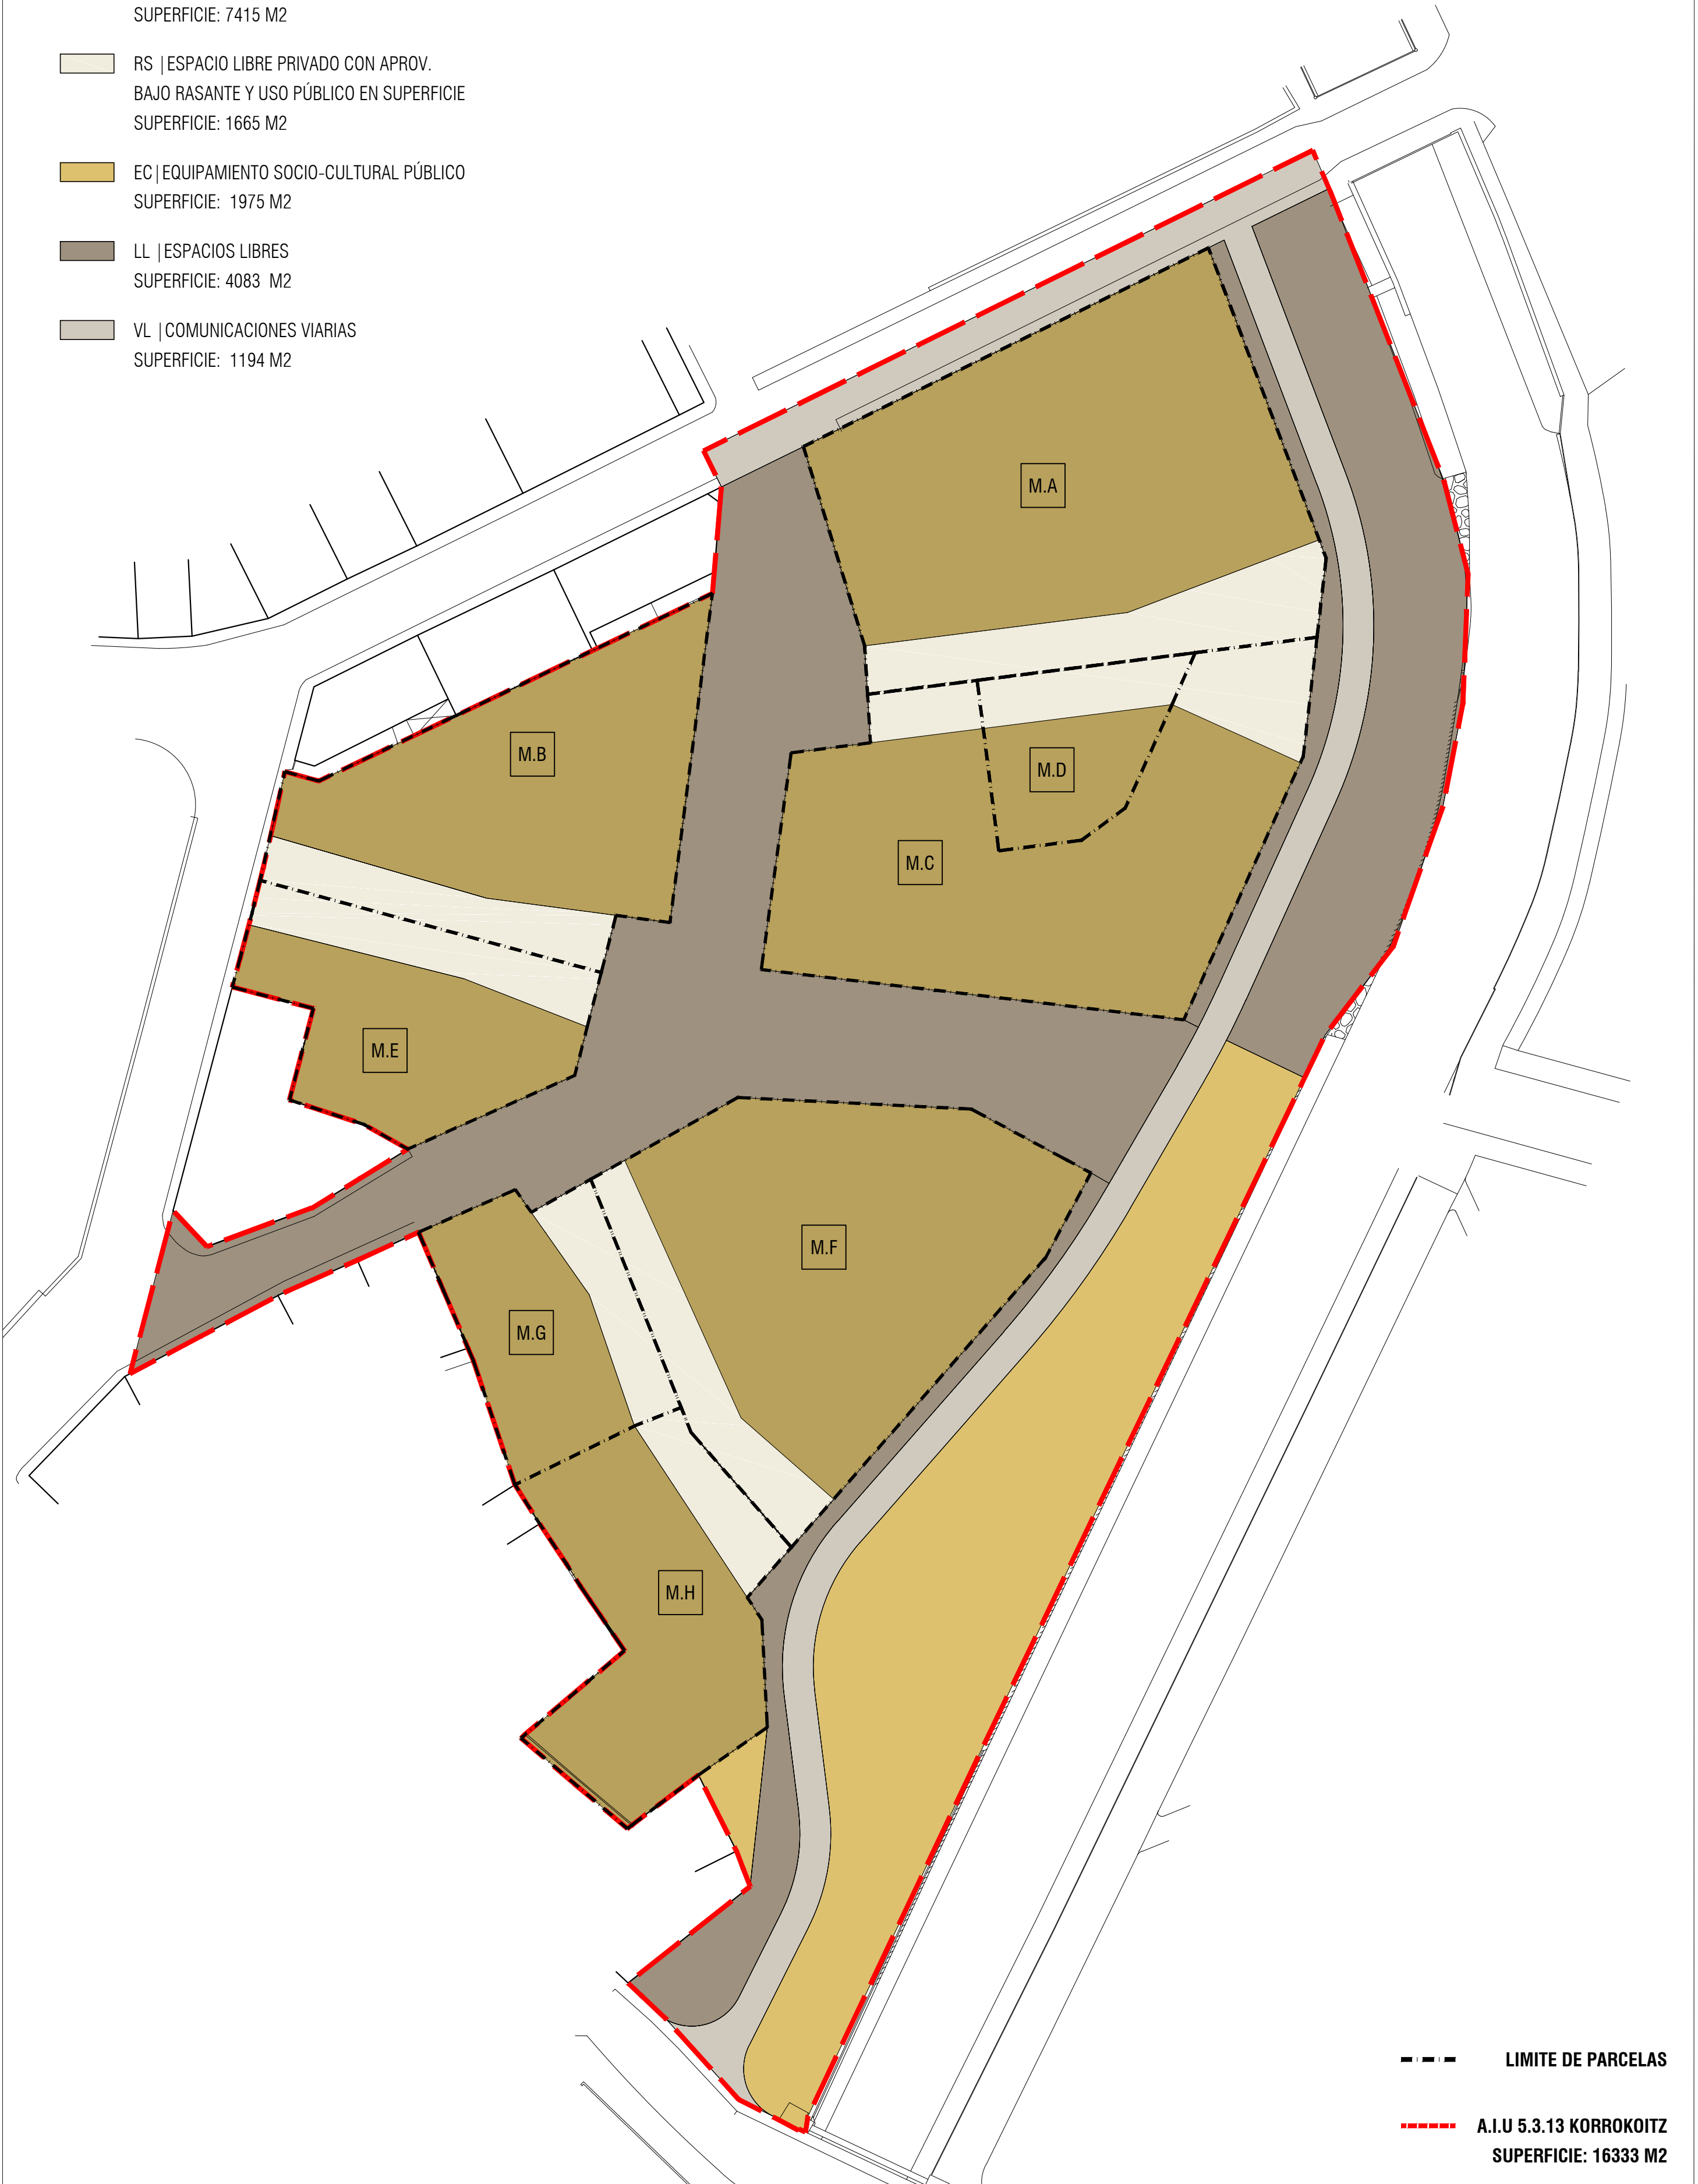 SUPERFICIE: 7415 M2
RS | ESPACIO LIBRE PRIVADO CON APROV.
BAJO RASANTE Y USO PÚBLICO EN SUPERFICIE
SUPERFICIE: 1665 M2
EC | EQUIPAMIENTO SOCIO-CULTURAL PÚBLICO
SUPERFICIE: 1975 M2
LL | ESPACIOS LIBRES
SUPERFICIE: 4083 M2
VL | COMUNICACIONES VIARIAS
SUPERFICIE: 1194 M2
M.A
M.B
M.D
M.C
M.E
M.F
M.G
M.H
LIMITE DE PARCELAS
A.I.U 5.3.13 KORROKOITZ
SUPERFICIE: 16333 M2